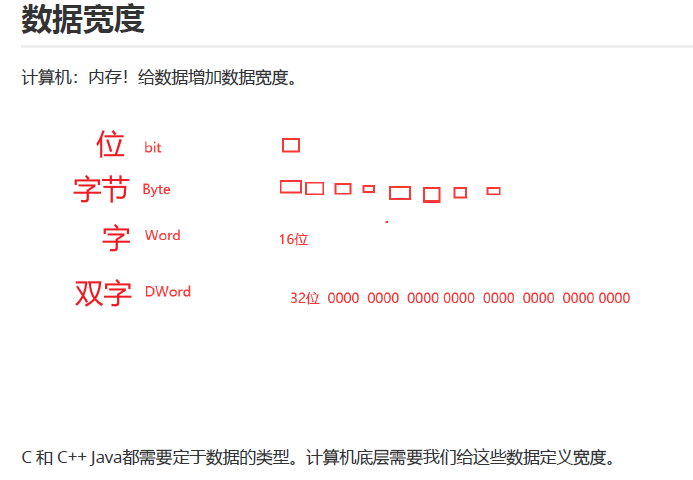 数据宽度
计算机：内存！给数据增加数据宽度。
位 bit
字节 Byte
字 Word 16位
双字 DWord 32位 0000 0000 0000 0000 0000 0000 0000 0000
C 和 C++ Java都需要定于数据的类型。计算机底层需要我们给这些数据定义宽度。